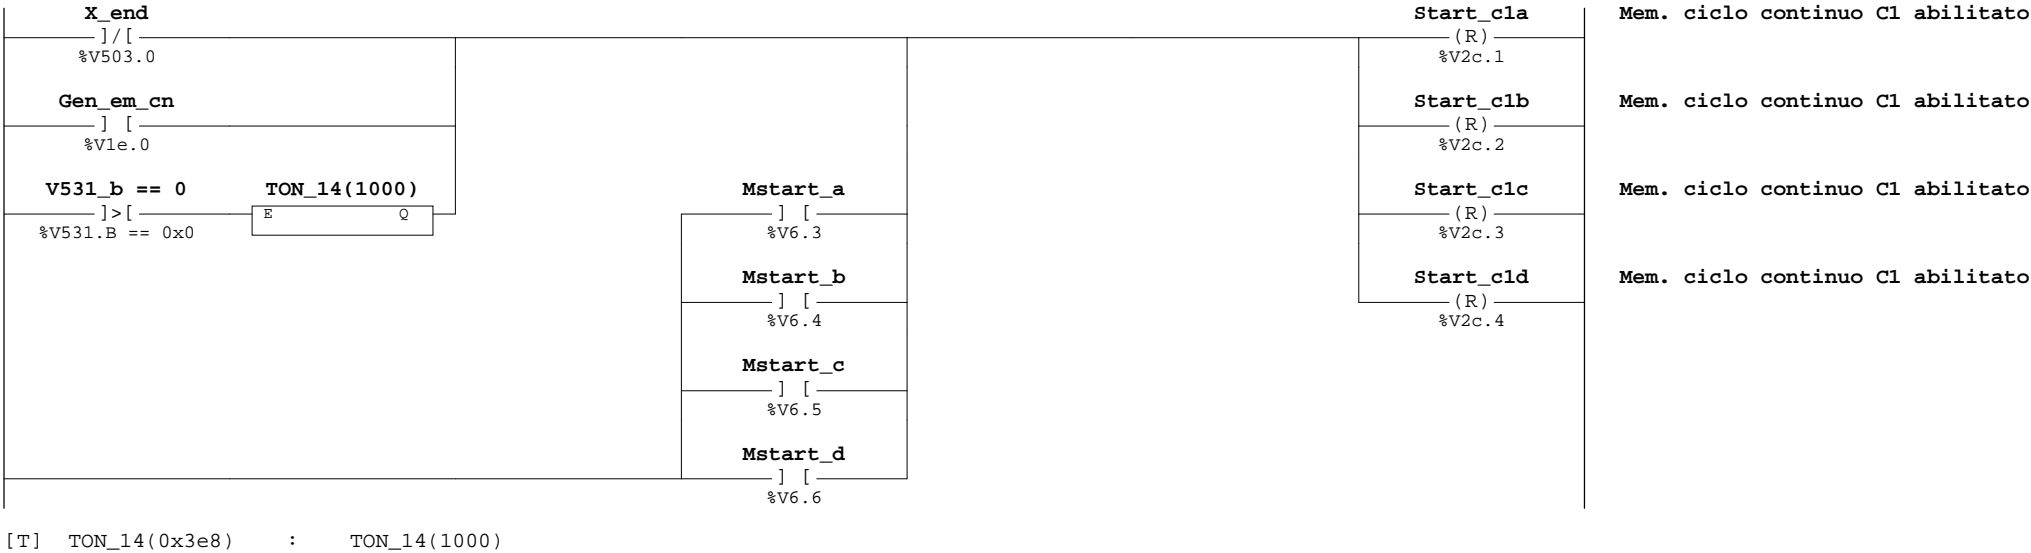 X_end Start_c1a Mem. ciclo continuo C1 abilitato
]/[ (R)
%V503.0 %V2c.1
Gen_em_cn Start_c1b Mem. ciclo continuo C1 abilitato
] [ (R)
%V1e.0 %V2c.2
V531_b == 0 TON_14(1000) Mstart_a Start_c1c Mem. ciclo continuo C1 abilitato
]>[ E Q ] [ (R)
%V531.B == 0x0 %V6.3 %V2c.3
Mstart_b Start_c1d Mem. ciclo continuo C1 abilitato
] [ (R)
%V6.4 %V2c.4
Mstart_c
] [
%V6.5
Mstart_d
] [
%V6.6
[T] TON_14(0x3e8) : TON_14(1000)